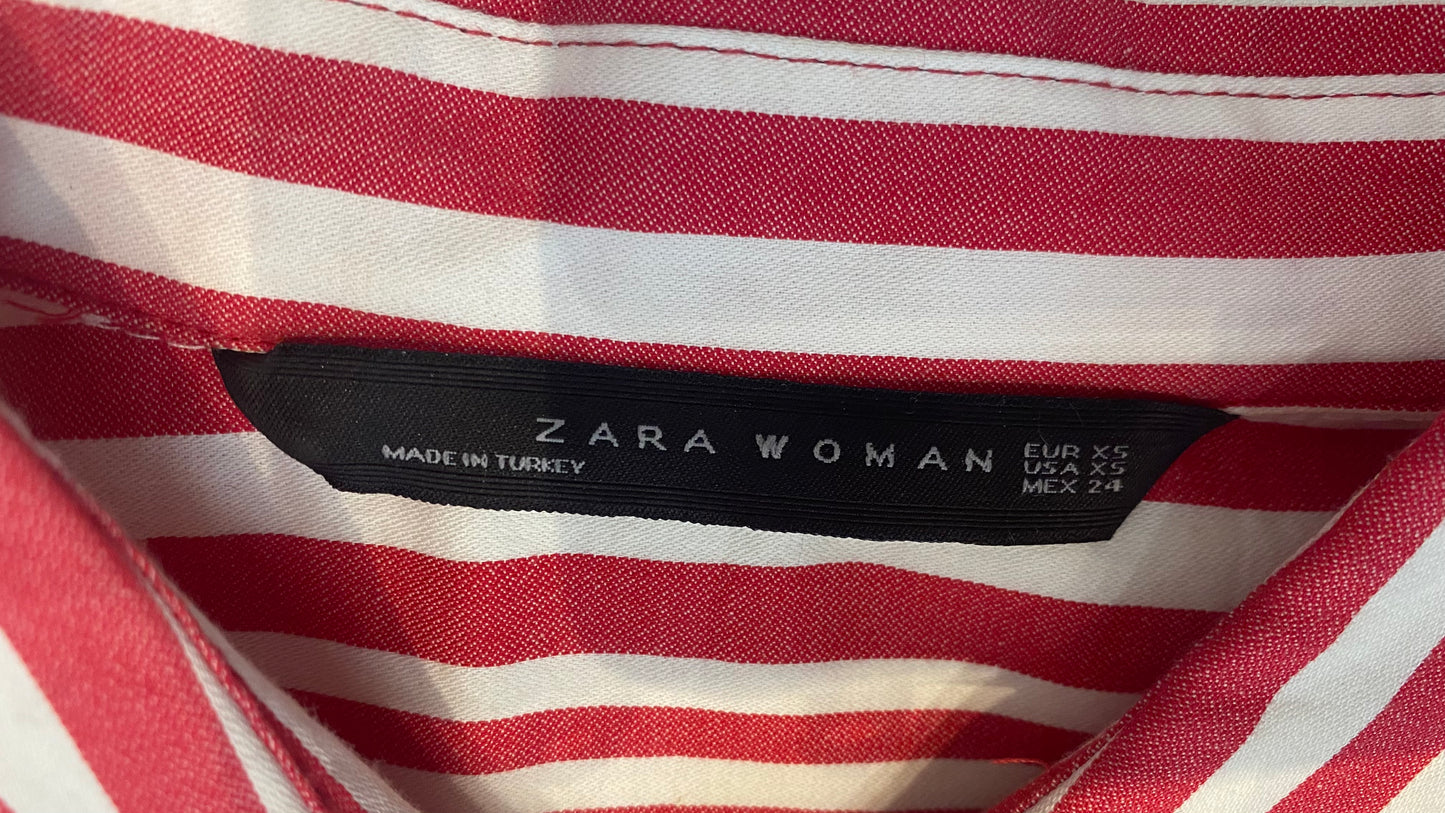 ZARA WOMAN
MADE IN TURKEY
EUR XS
USA XS
MEX 24